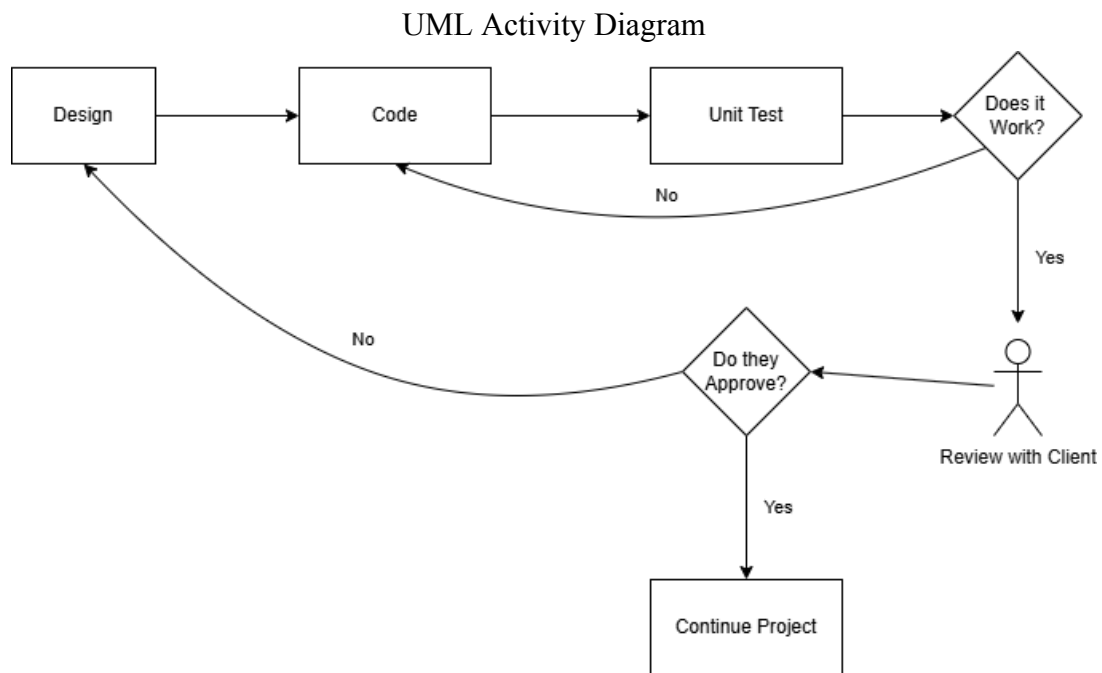 UML Activity Diagram
Design
Code
Unit Test
Does it
Work?
No
Yes
No
Do they
Approve?
Review with Client
Yes
Continue Project